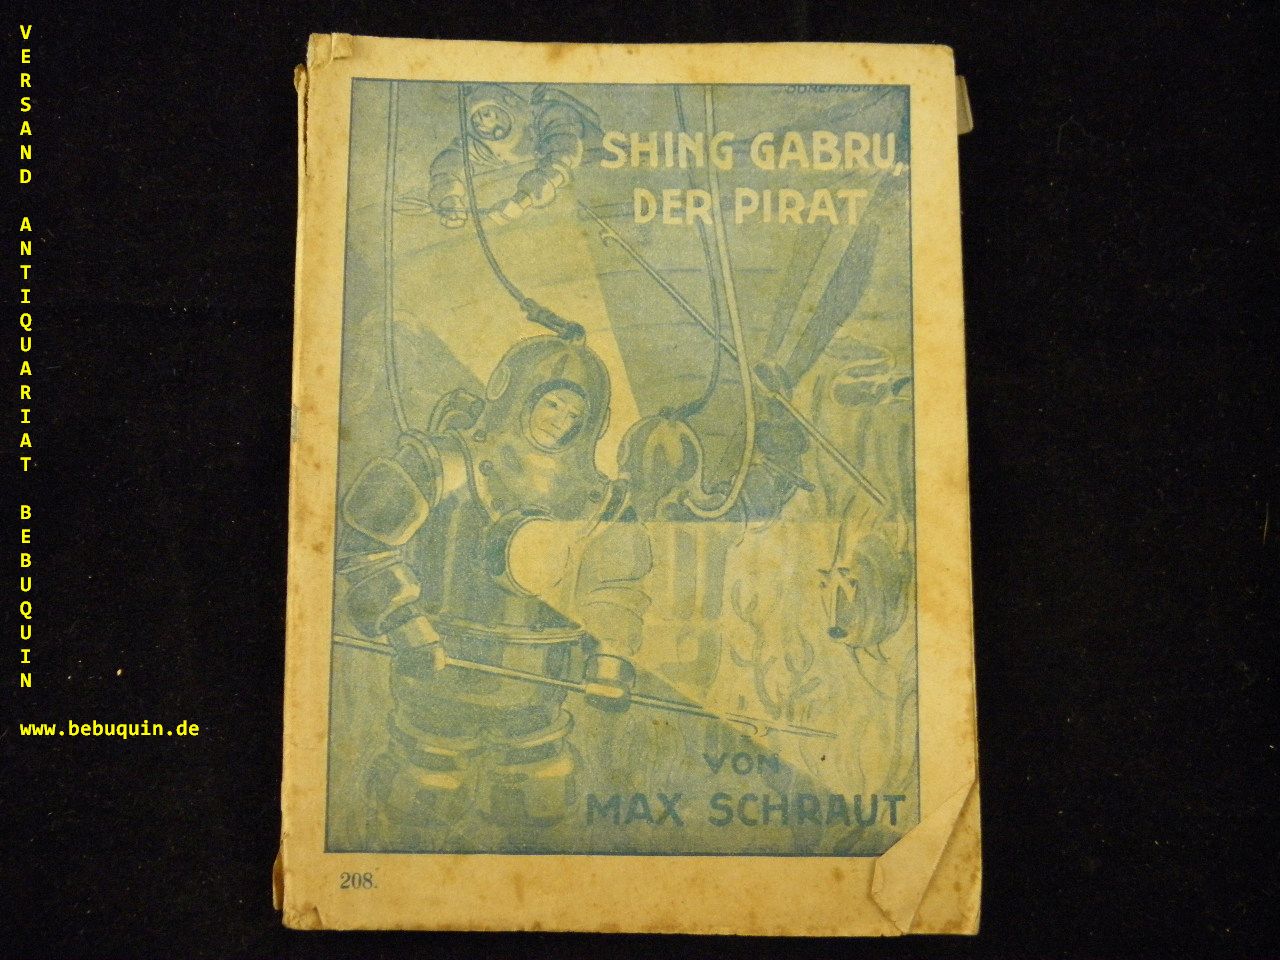 VERSAND ANTIQUARIAT BEBUQUIN
www.bebuquin.de
SHING GABRU,
DER PIRAT
VON
MAX SCHRAUT
208.